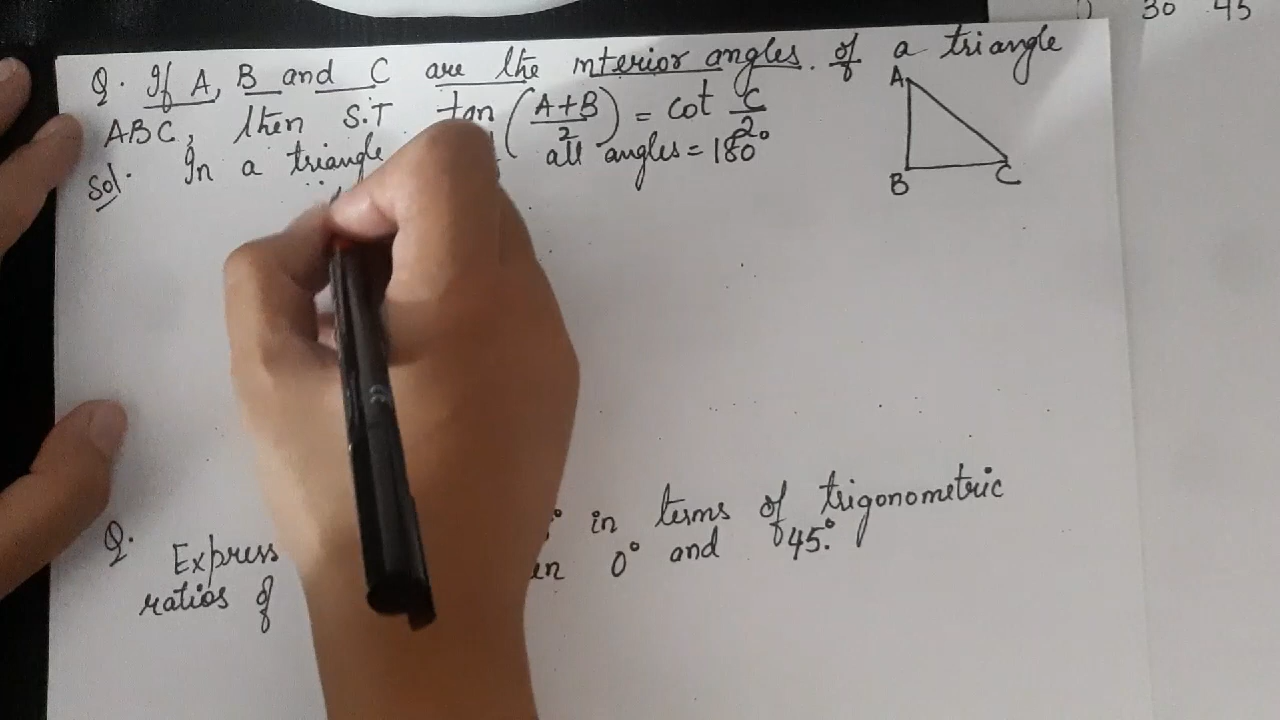 30 45
Q. If A, B and C are the interior angles of a triangle
ABC, then S.T tan (A+B/2) = cot C/2
Sol. In a triangle all angles = 180°
A
B
C
Q. Express ° in terms of trigonometric
ratios of 0° and 45°.